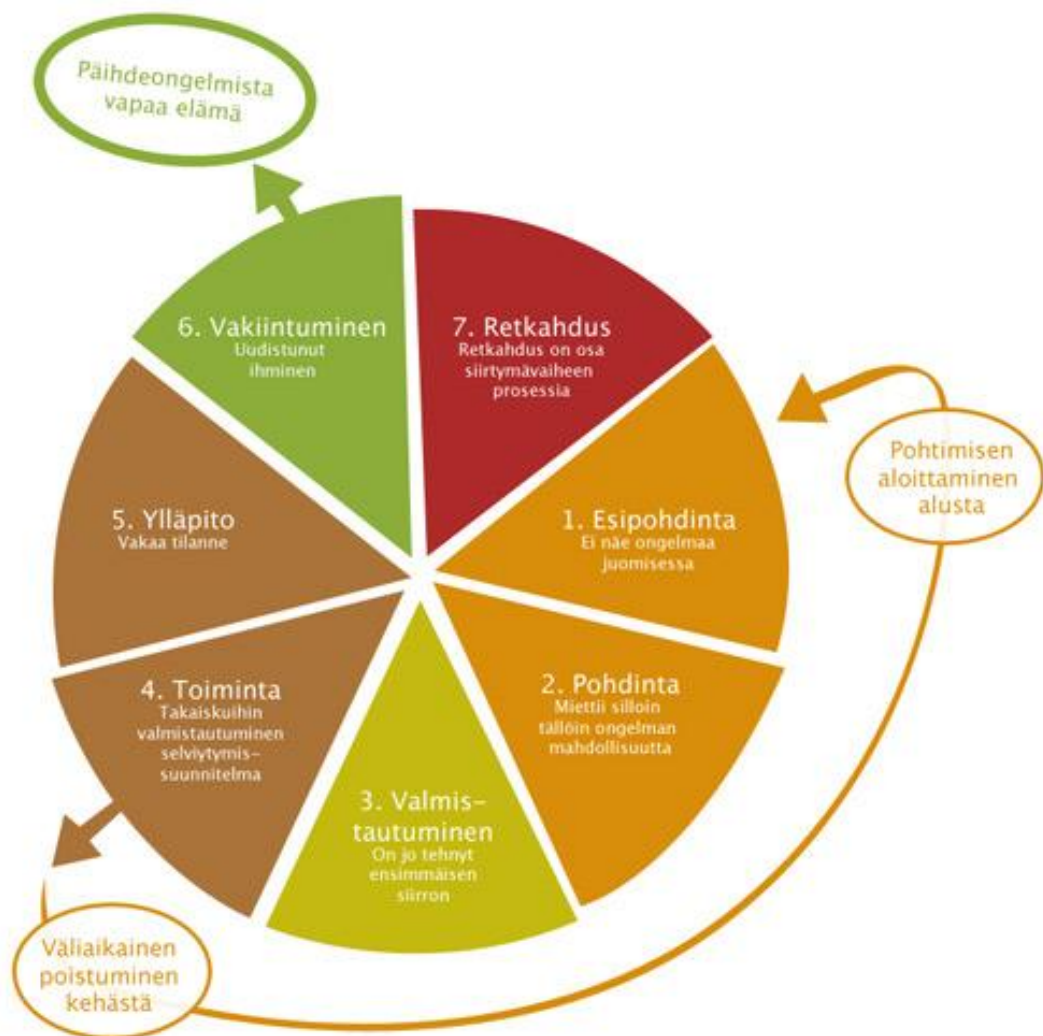 Päihdeongelmista
vapaa elämä
6. Vakiintuminen
Uudistunut
ihminen
7. Retkahdus
Retkahdus on osa
siirtymävaiheen
prosessia
Pohtimisen
aloittaminen
alusta
5. Ylläpito
Vakaa tilanne
1. Esipohdinta
Ei näe ongelmaa
juomisessa
4. Toiminta
Takaiskuihin
valmistautuminen
selviytymis-
suunnitelma
2. Pohdinta
Miettii silloin
tällöin ongelman
mahdollisuutta
3. Valmis-
tautuminen
On jo tehnyt
ensimmäisen
siirron
Väliaikainen
poistuminen
kehästä